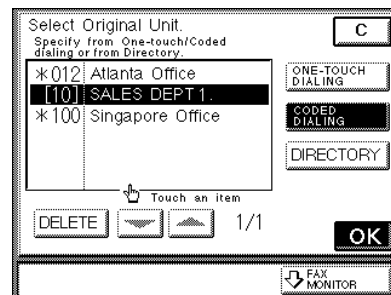 Select Original Unit.
C
Specify from One-touch/Coded
dialing or from Directory.
*012 Atlanta Office
[10] SALES DEPT 1.
*100 Singapore Office
ONE-TOUCH
DIALING
CODED
DIALING
DIRECTORY
Touch an item
DELETE
1/1
OK
FAX
MONITOR